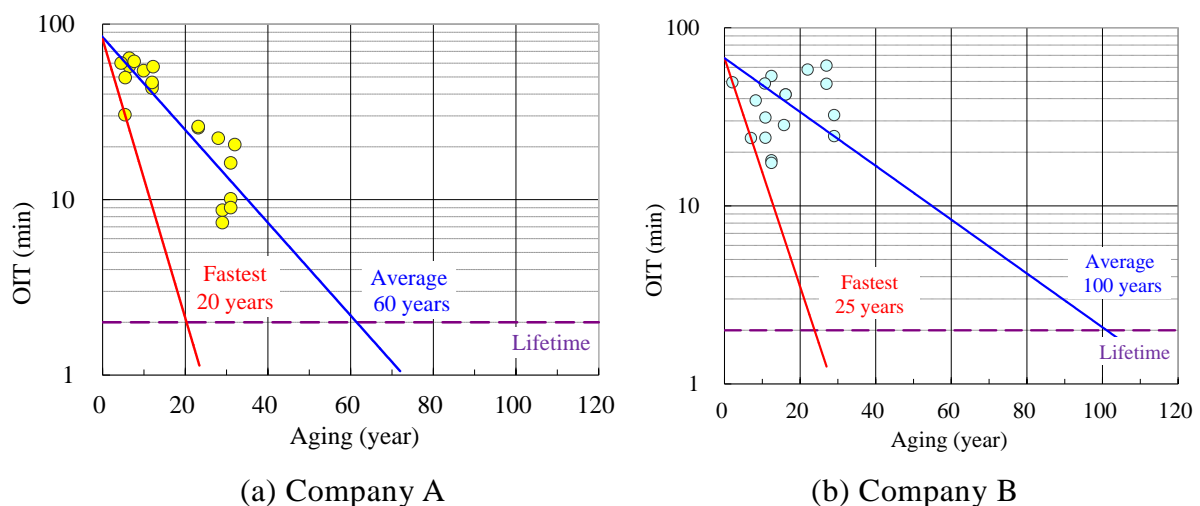 100
10
1
OIT (min)
0
20
40
60
80
100
120
Aging (year)
Fastest
20 years
Average
60 years
Lifetime
(a) Company A
100
10
1
OIT (min)
0
20
40
60
80
100
120
Aging (year)
Fastest
25 years
Average
100 years
Lifetime
(b) Company B